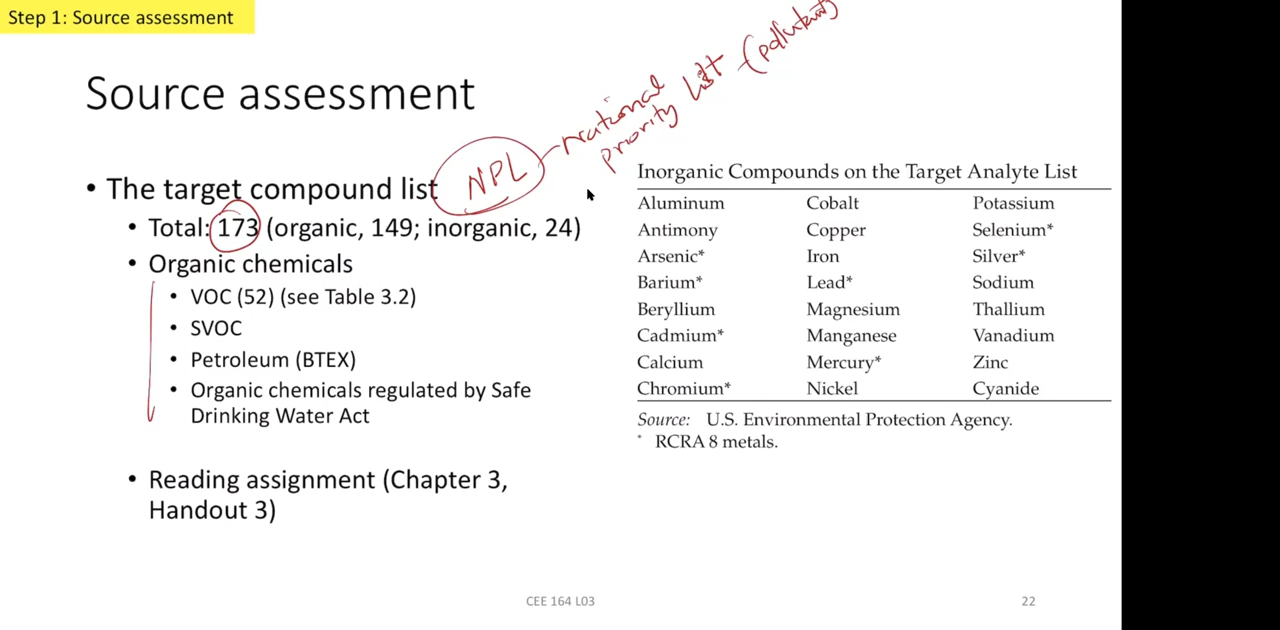 Step 1: Source assessment
Source assessment
NPL
national
priority list (pollutant)
• The target compound list
• Total: 173 (organic, 149; inorganic, 24)
• Organic chemicals
• VOC (52) (see Table 3.2)
• SVOC
• Petroleum (BTEX)
• Organic chemicals regulated by Safe
Drinking Water Act
• Reading assignment (Chapter 3,
Handout 3)
Inorganic Compounds on the Target Analyte List
Aluminum Cobalt Potassium
Antimony Copper Selenium*
Arsenic* Iron Silver*
Barium* Lead* Sodium
Beryllium Magnesium Thallium
Cadmium* Manganese Vanadium
Calcium Mercury* Zinc
Chromium* Nickel Cyanide
Source: U.S. Environmental Protection Agency.
* RCRA 8 metals.
CEE 164 L03
22